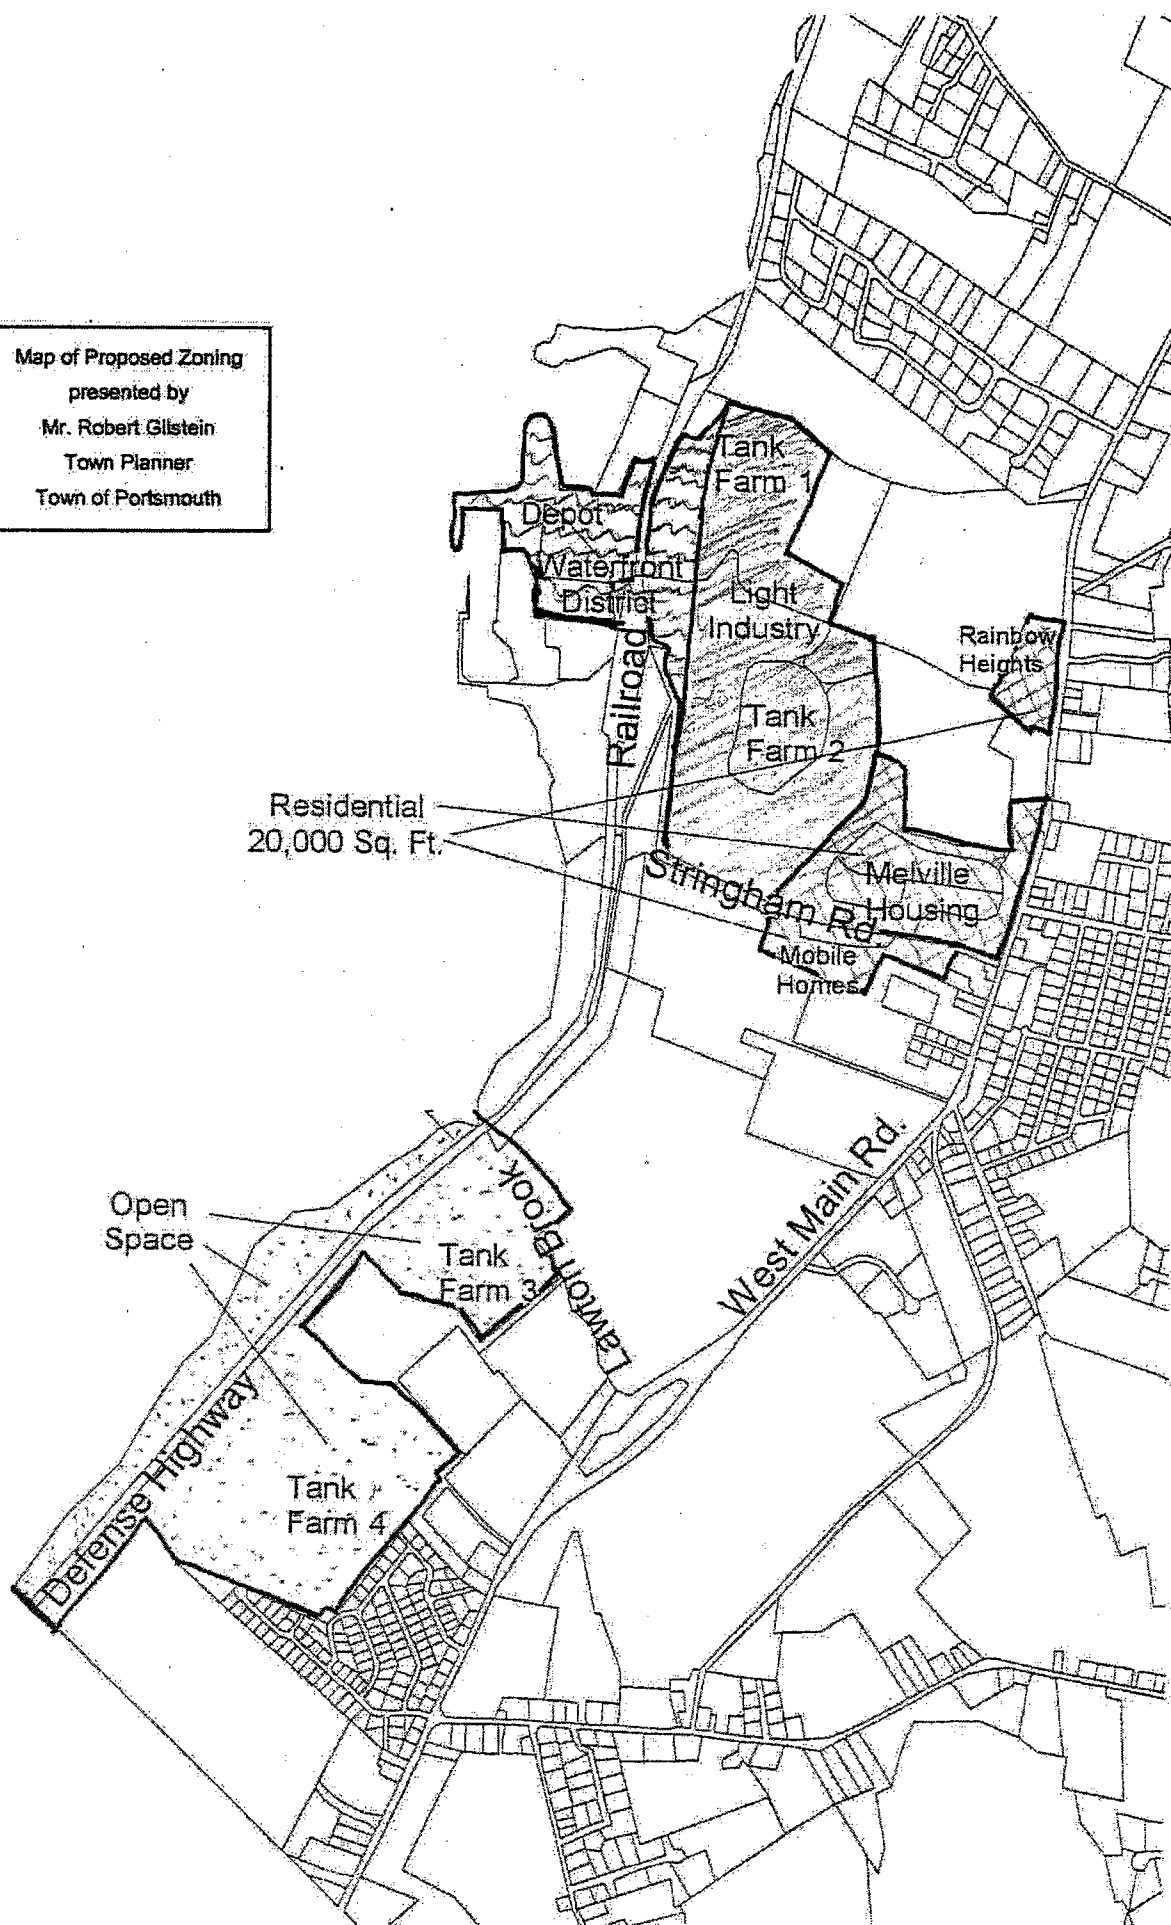 Map of Proposed Zoning
presented by
Mr. Robert Gilstein
Town Planner
Town of Portsmouth
Tank
Farm 1
Depot
Waterfront
District
Light
Industry
Rainbow
Heights
Railroad
Tank
Farm 2
Residential
20,000 Sq. Ft.
Stringham Rd
Melville
Housing
Mobile
Homes
West Main Rd.
Open
Space
Lawton Brook
Tank
Farm 3
Defense Highway
Tank
Farm 4